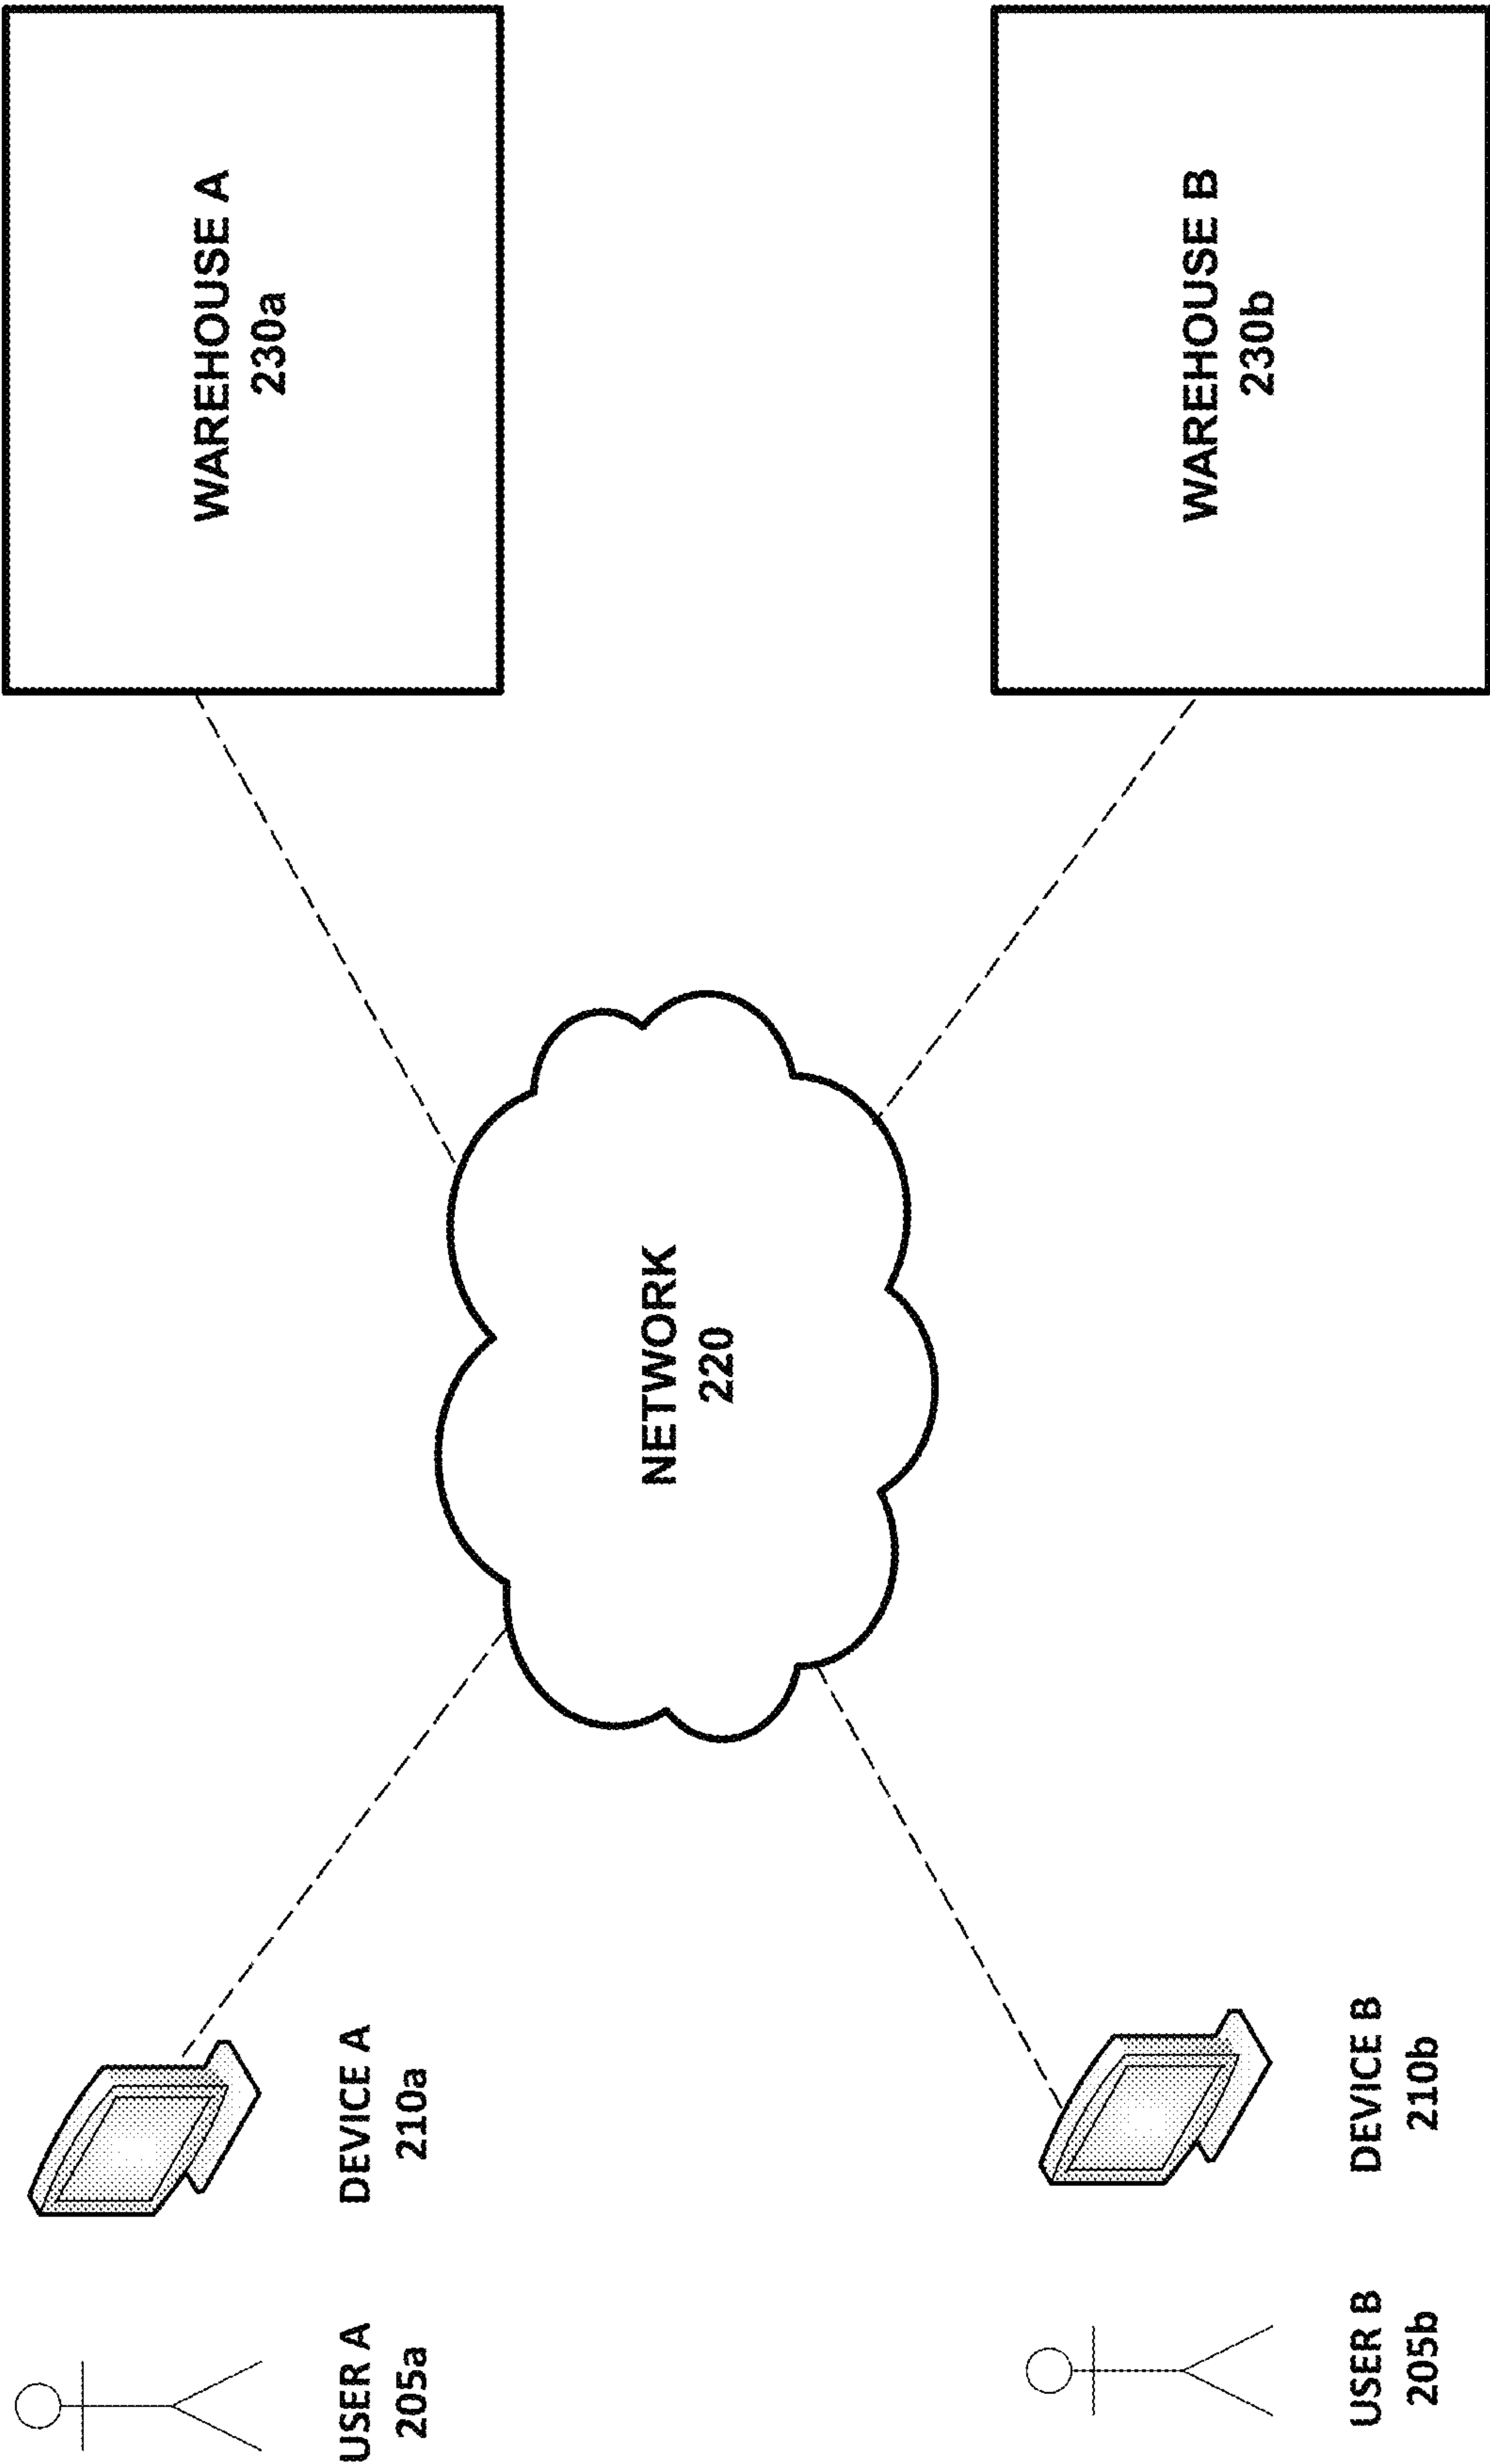 USER A
205a
DEVICE A
210a
NETWORK
220
WAREHOUSE A
230a
USER B
205b
DEVICE B
210b
WAREHOUSE B
230b